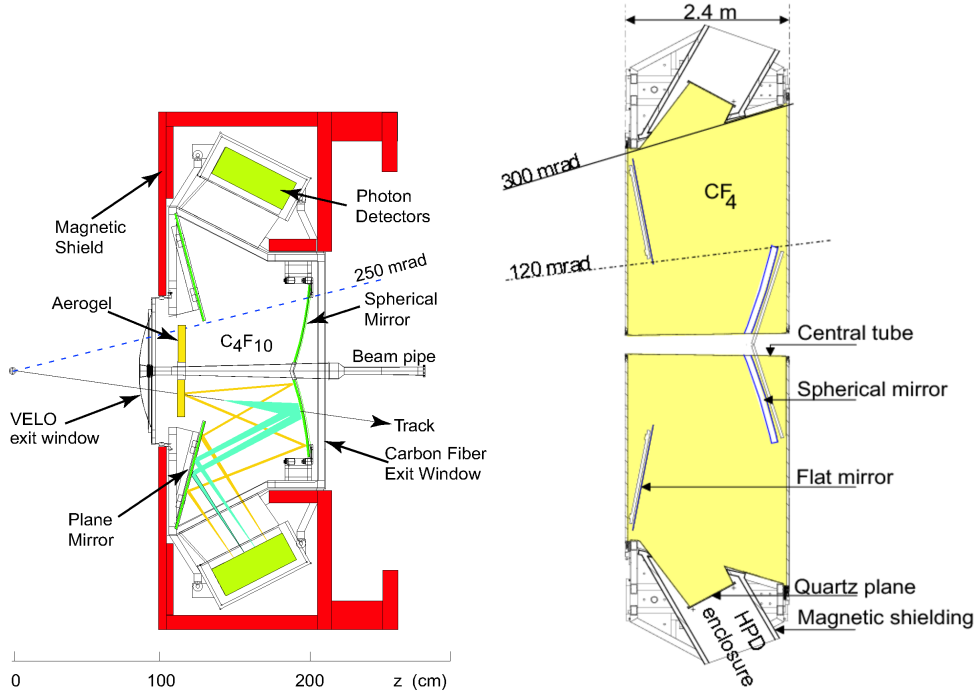 Magnetic
Shield
Aerogel
VELO
exit window
Plane
Mirror
Photon
Detectors
250 mrad
Spherical
Mirror
C4F10
Beam pipe
Track
Carbon Fiber
Exit Window
0
100
200
z (cm)
2.4 m
300 mrad
CF4
120 mrad
Central tube
Spherical mirror
Flat mirror
Quartz plane
Magnetic shielding
HPD
enclosure